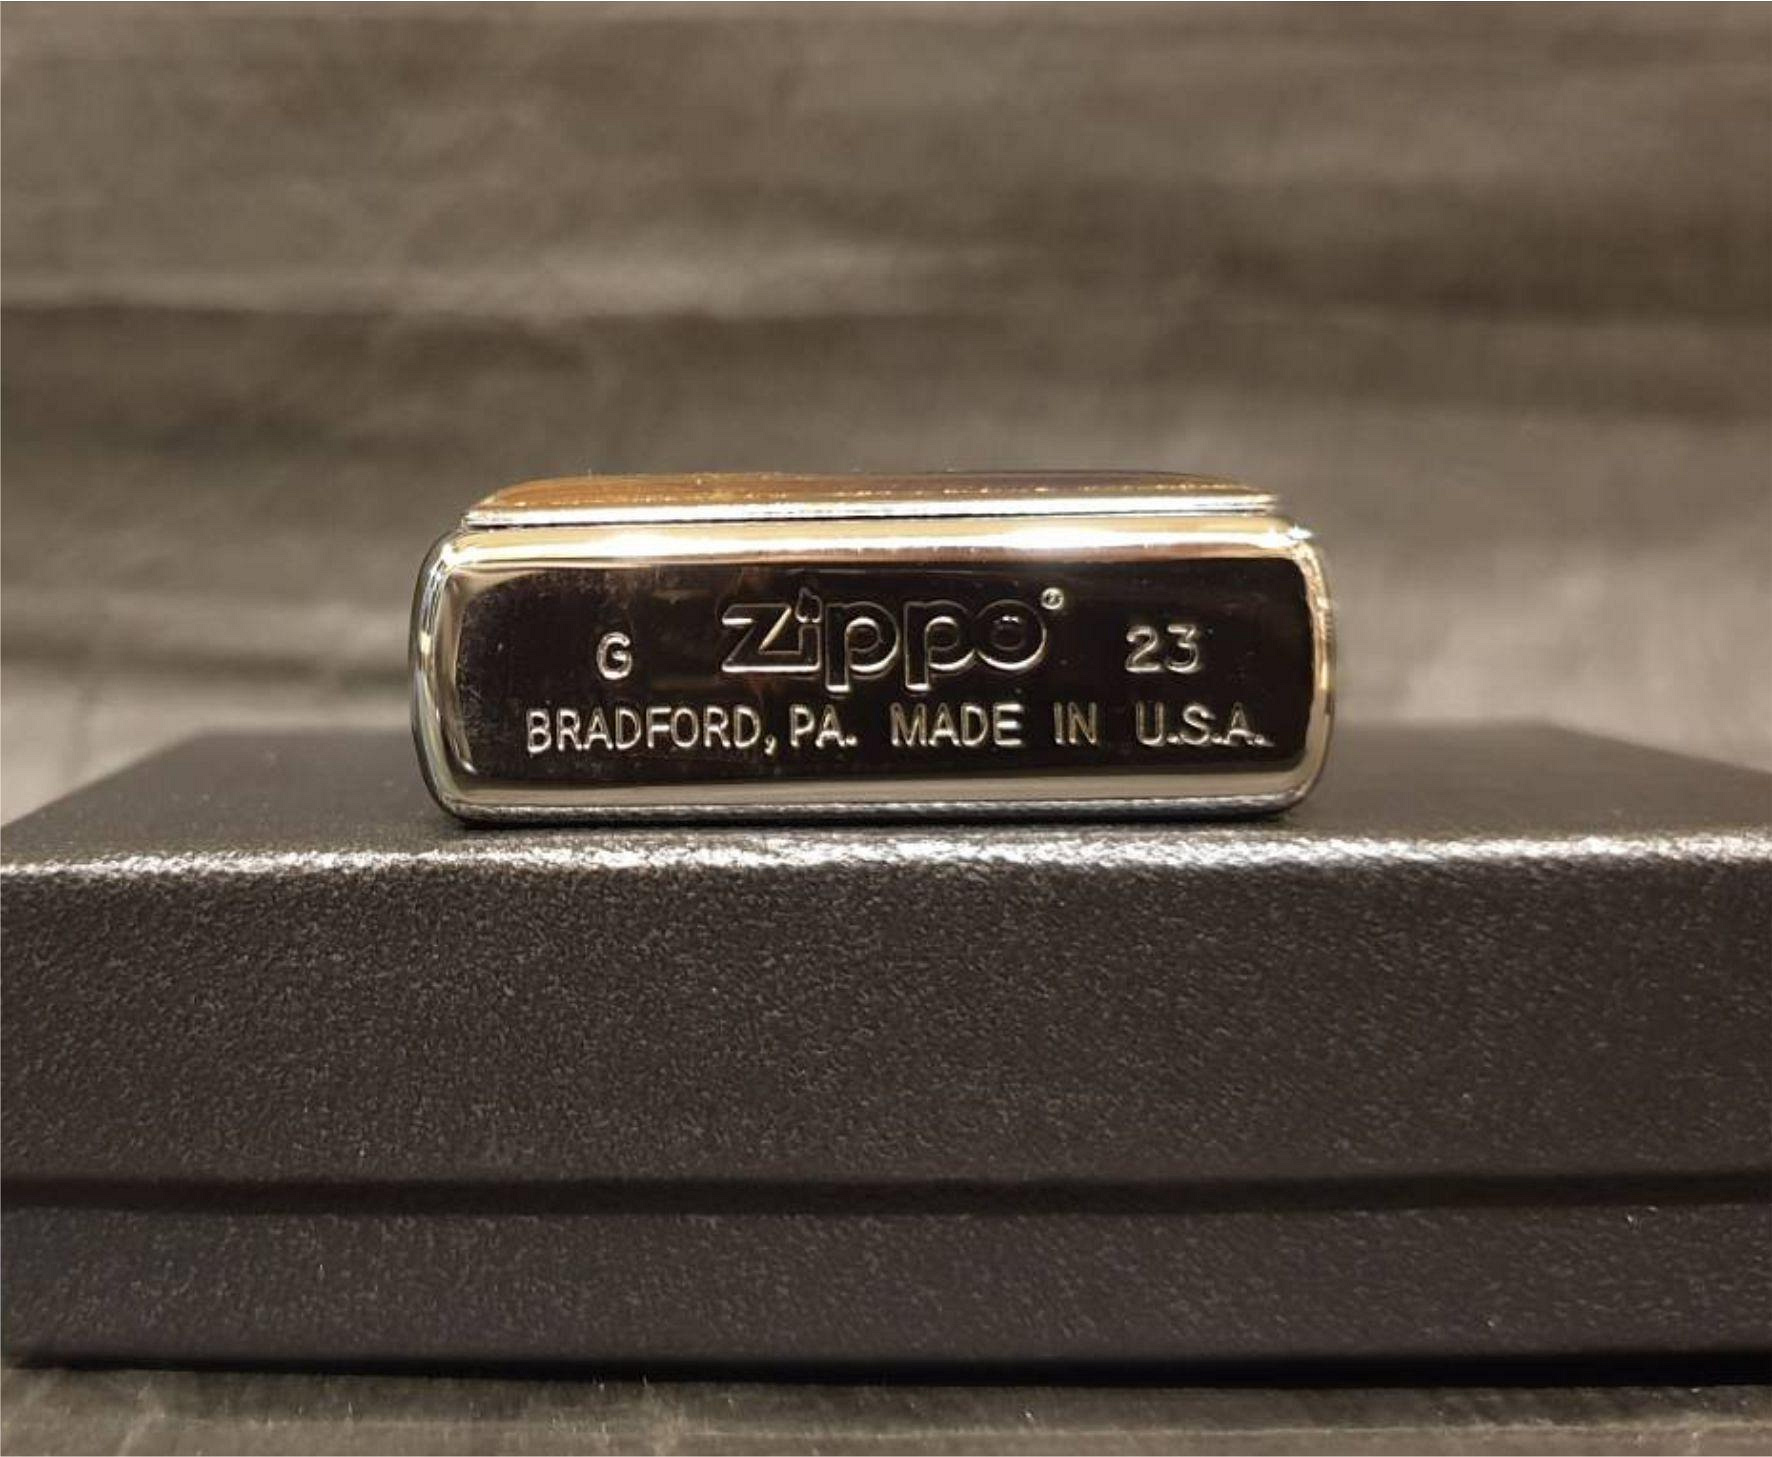 G zippo® 23
BRADFORD, PA. MADE IN U.S.A.